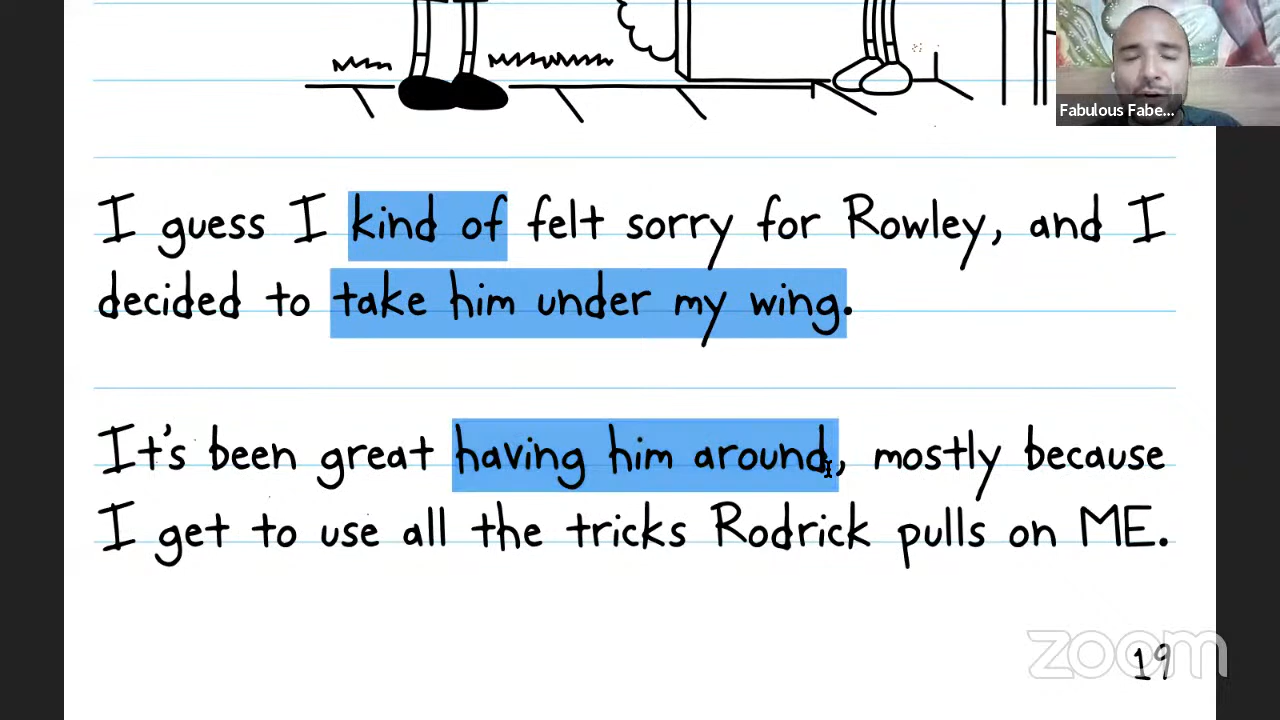 Fabulous Fabe...
I guess I kind of felt sorry for Rowley, and I
decided to take him under my wing.
It's been great having him around, mostly because
I get to use all the tricks Rodrick pulls on ME.
zoom
19